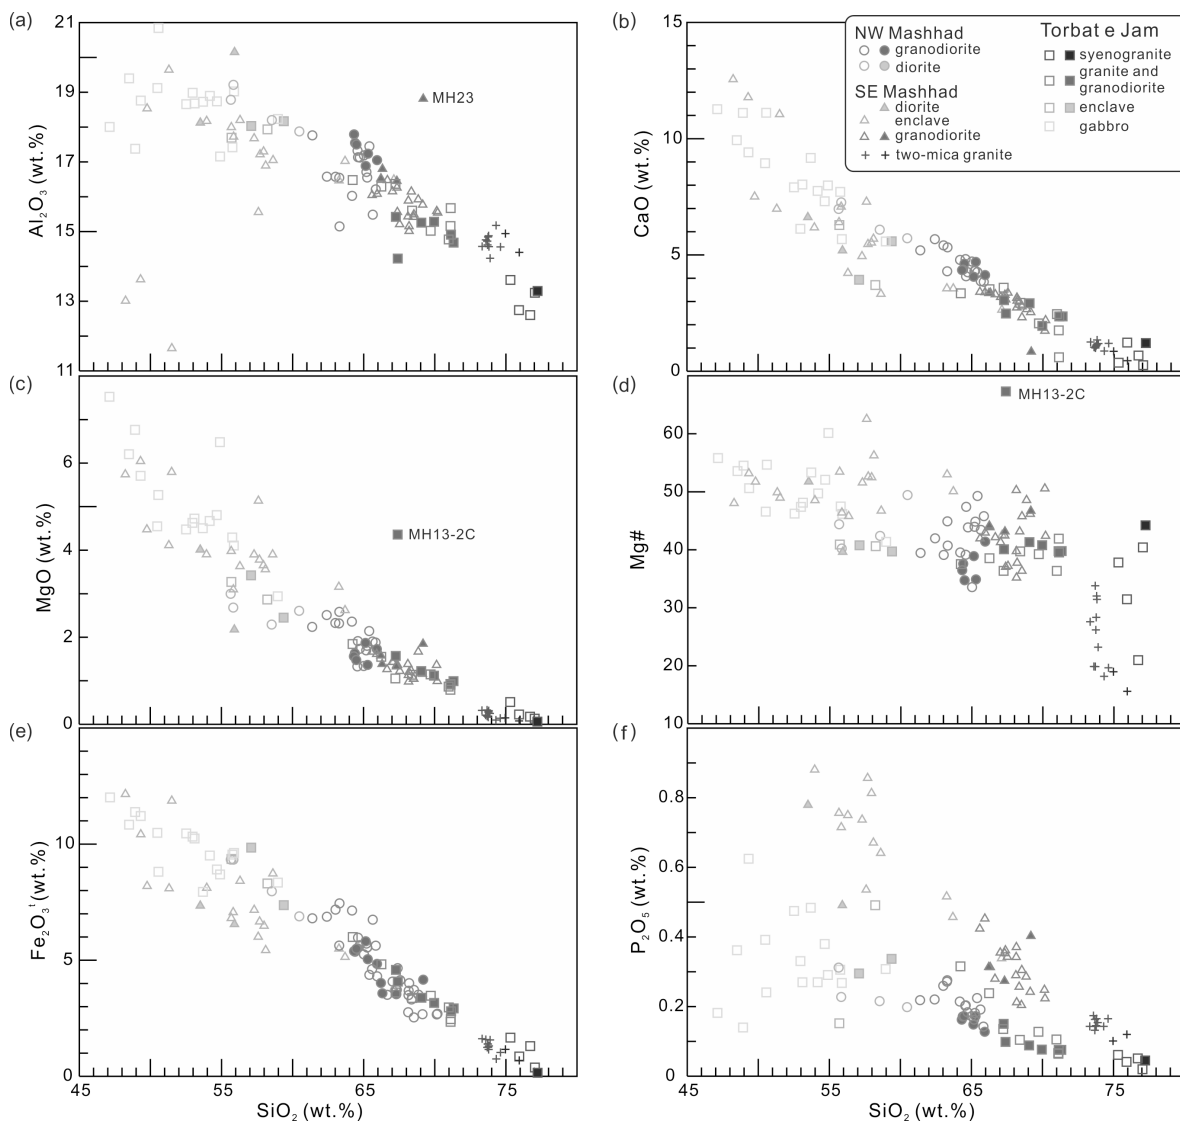 (a)
21
19
17
15
13
11
Al2O3 (wt.%)
MH23
(b)
15
10
5
0
CaO (wt.%)
NW Mashhad
granodiorite
diorite
SE Mashhad
diorite
enclave
granodiorite
two-mica granite
Torbat e Jam
syenogranite
granite and
granodiorite
enclave
gabbro
(c)
6
4
2
0
MgO (wt.%)
MH13-2C
(d)
60
50
40
30
20
10
Mg#
MH13-2C
(e)
10
5
0
Fe2O3t (wt.%)
45 55 65 75
SiO2 (wt.%)
(f)
0.8
0.6
0.4
0.2
0
P2O5 (wt.%)
45 55 65 75
SiO2 (wt.%)